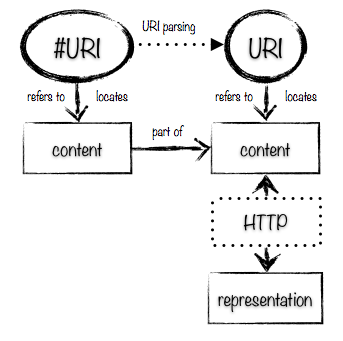 #URI
URI parsing
URI
refers to
locates
refers to
locates
content
part of
content
HTTP
representation